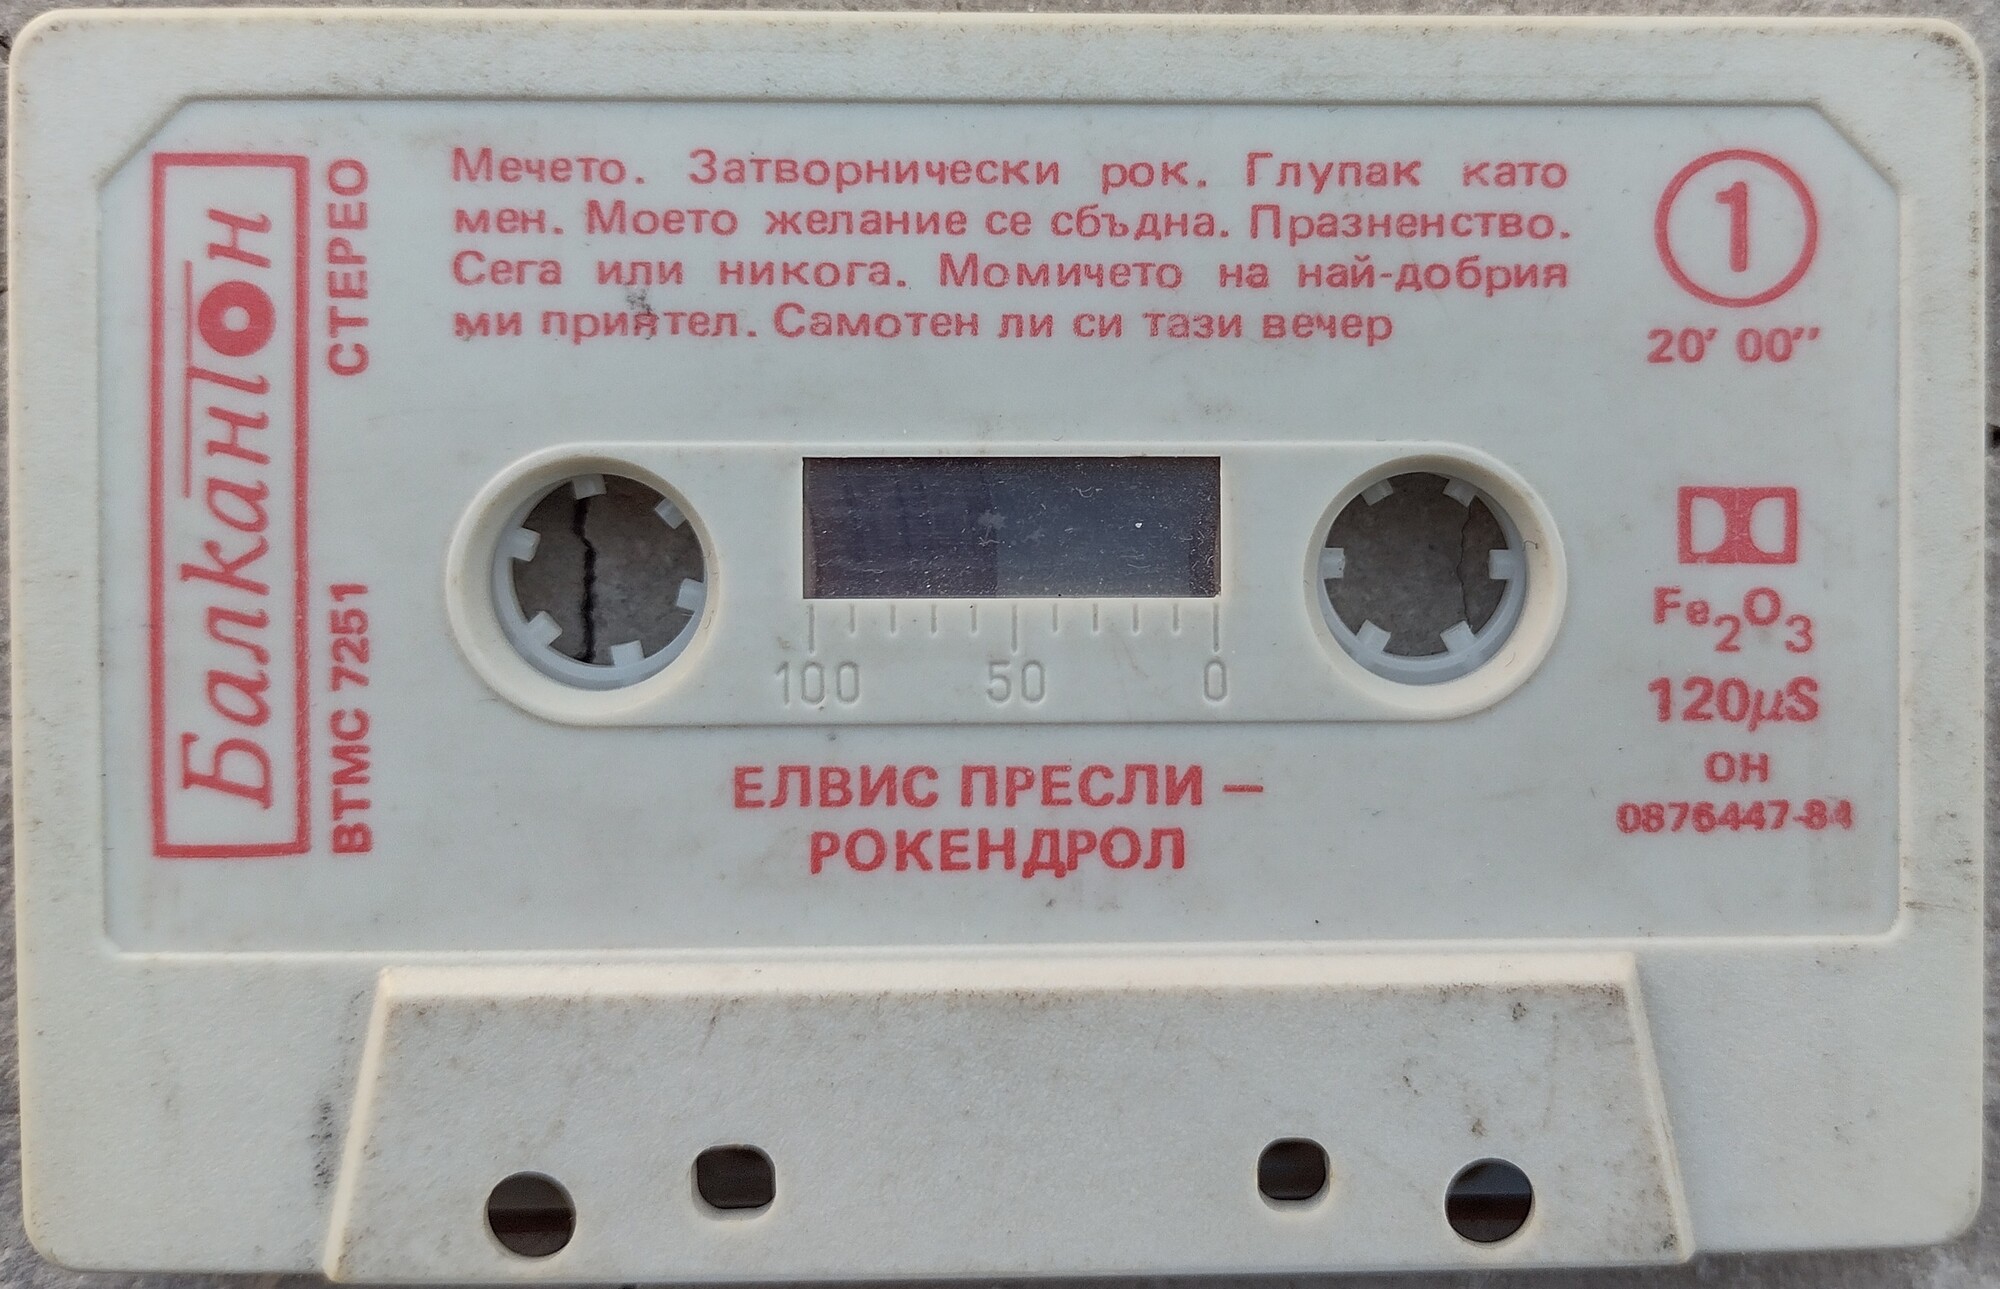 Балкантон
СТЕРЕО
ВТМС 7251
Мечето. Затворнически рок. Глупак като
мен. Моето желание се сбъдна. Празненство.
Сега или никога. Момичето на най-добрия
ми приятел. Самотен ли си тази вечер
1
20' 00''
Fe₂O₃
120µS
ОН
0876447-84
100 50 0
ЕЛВИС ПРЕСЛИ –
РОКЕНДРОЛ